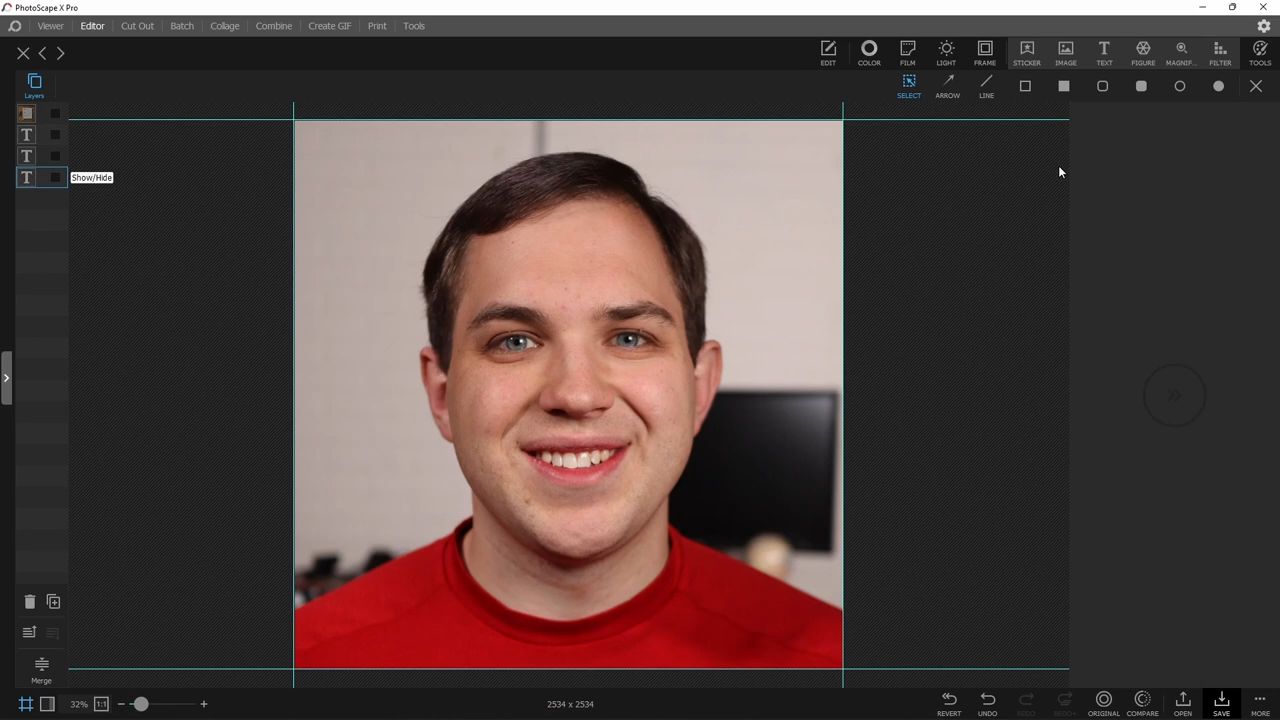 PhotoScape X Pro
Viewer Editor Cut Out Batch Collage Combine Create GIF Print Tools
EDIT COLOR FILM LIGHT FRAME STICKER IMAGE TEXT FIGURE MAGNIF... FILTER TOOLS
Layers SELECT ARROW LINE
T
T
T Show/Hide
Merge
32% 1:1 2534 x 2534 REVERT UNDO REDO REDO+ ORIGINAL COMPARE OPEN SAVE MORE